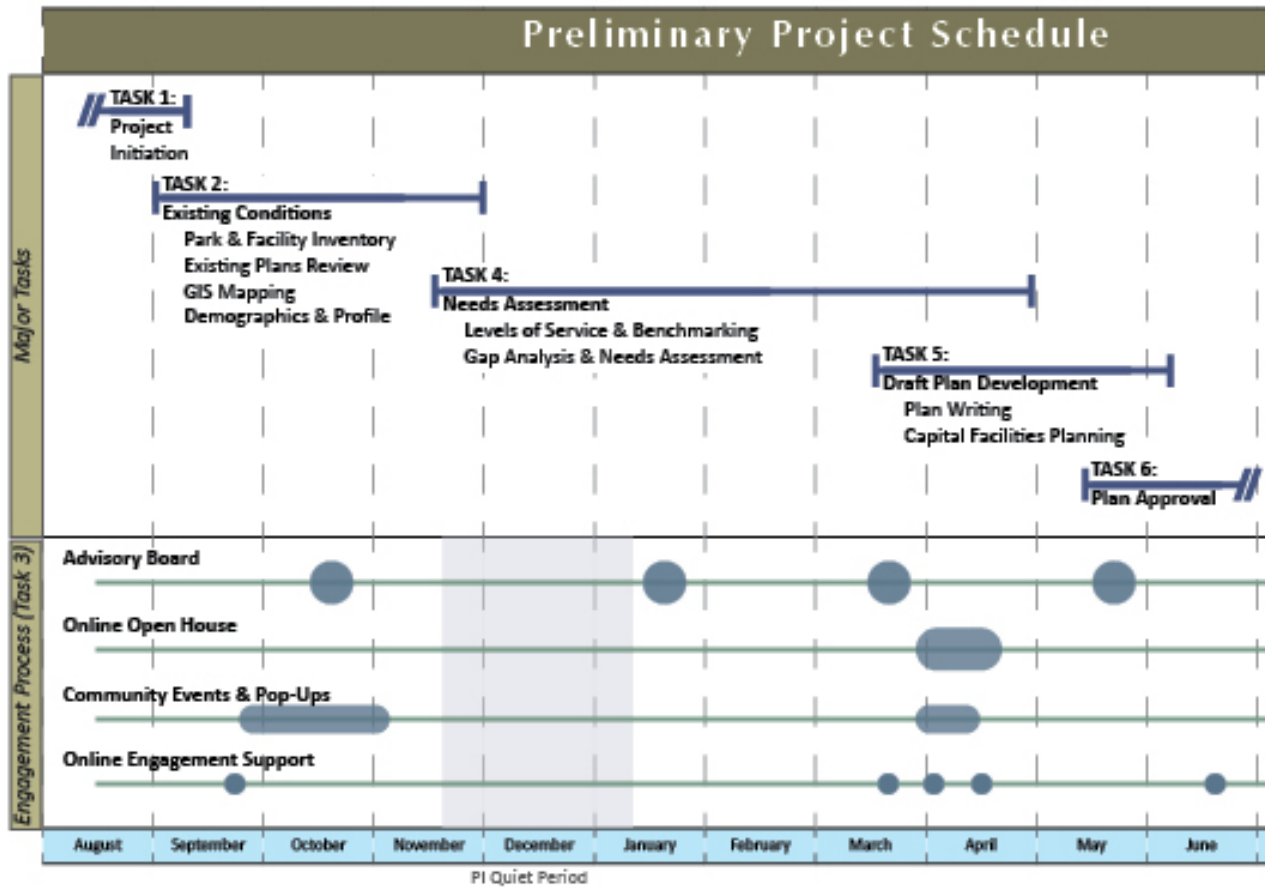 Preliminary Project Schedule
Major Tasks
TASK 1:
Project
Initiation
TASK 2:
Existing Conditions
Park & Facility Inventory
Existing Plans Review
GIS Mapping
Demographics & Profile
TASK 4:
Needs Assessment
Levels of Service & Benchmarking
Gap Analysis & Needs Assessment
TASK 5:
Draft Plan Development
Plan Writing
Capital Facilities Planning
TASK 6:
Plan Approval
Engagement Process (Task 3)
Advisory Board
Online Open House
Community Events & Pop-Ups
Online Engagement Support
August September October November December January February March April May June
PI Quiet Period